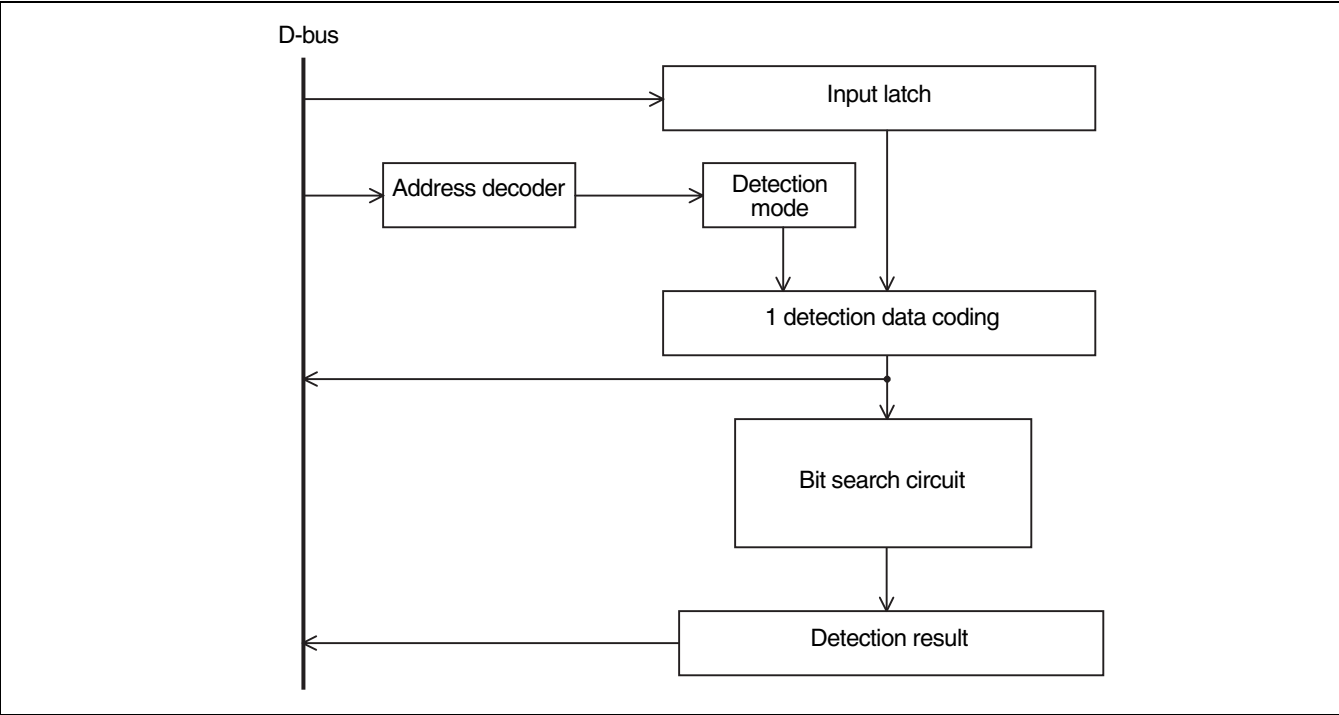 D-bus
Input latch
Address decoder
Detection
mode
1 detection data coding
Bit search circuit
Detection result